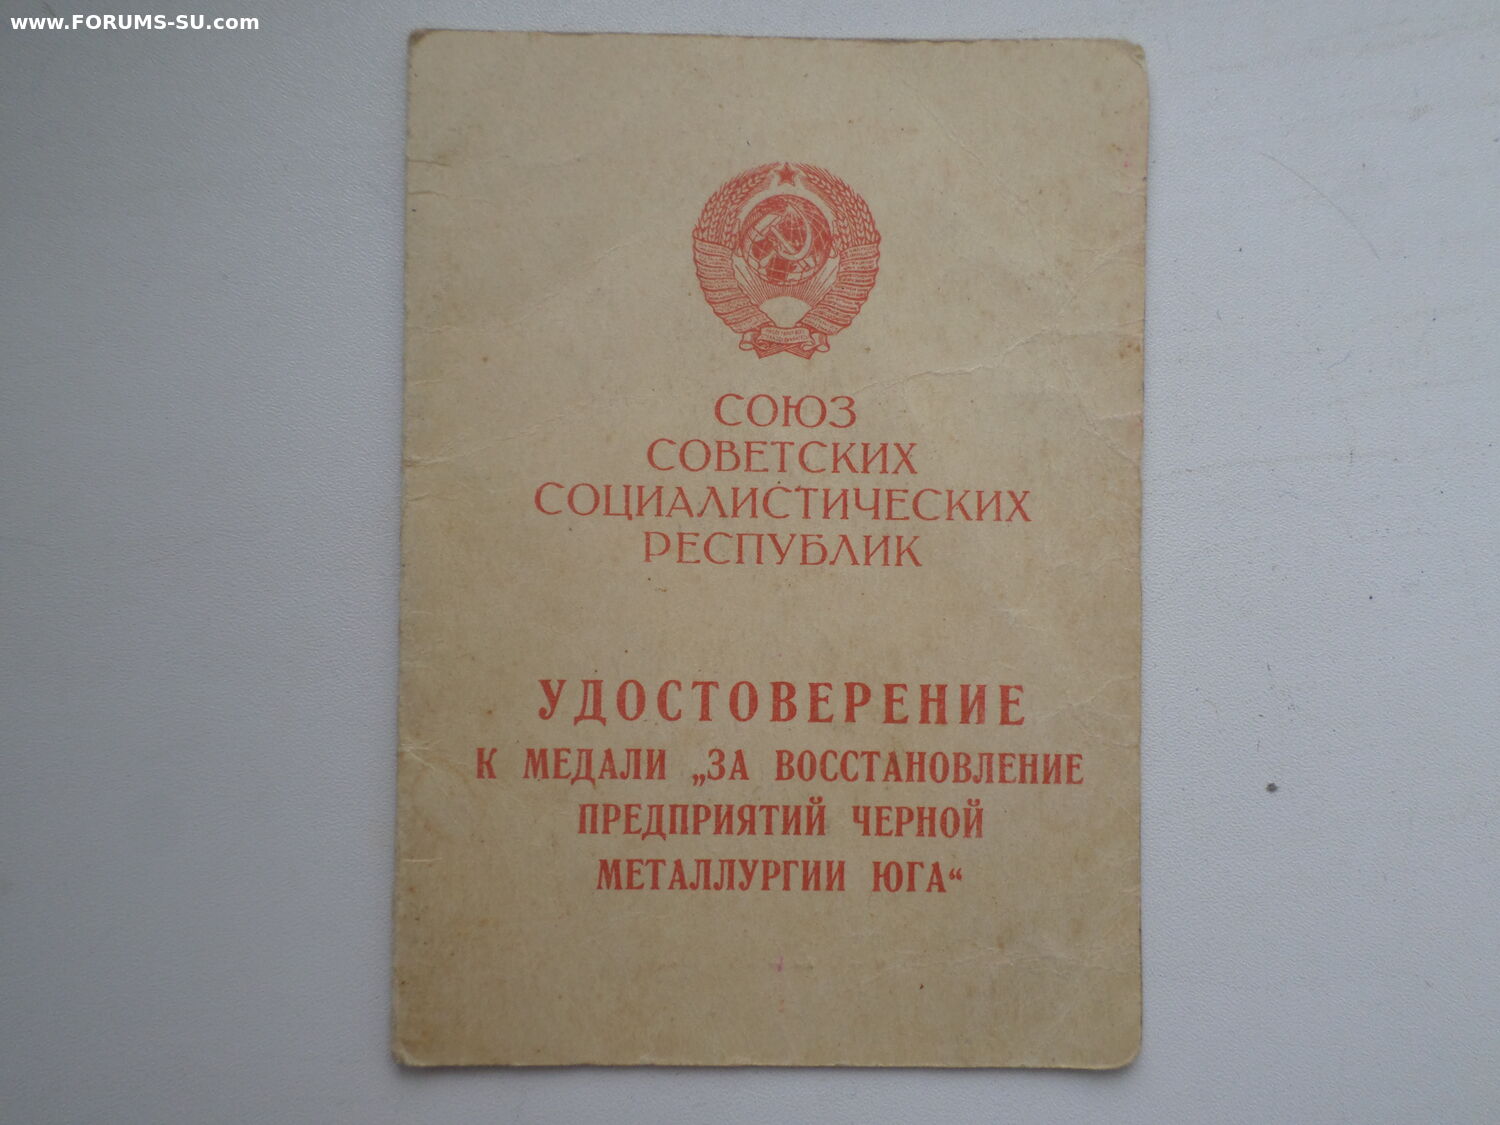 www.FORUMS-SU.com
СОЮЗ
СОВЕТСКИХ
СОЦИАЛИСТИЧЕСКИХ
РЕСПУБЛИК
УДОСТОВЕРЕНИЕ
К МЕДАЛИ „ЗА ВОССТАНОВЛЕНИЕ
ПРЕДПРИЯТИЙ ЧЕРНОЙ
МЕТАЛЛУРГИИ ЮГА“